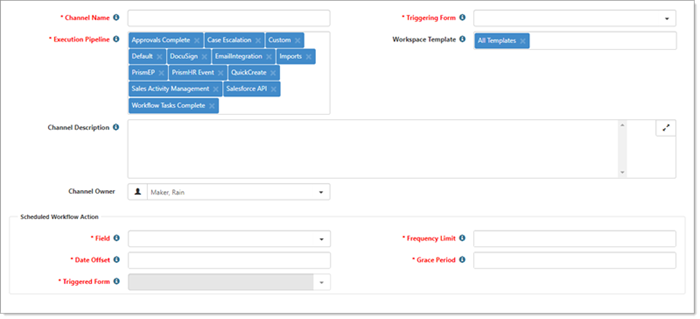 * Channel Name
* Triggering Form
* Execution Pipeline
Approvals Complete × Case Escalation × Custom ×
Default × DocuSign × EmailIntegration × Imports ×
PrismEP × PrismHR Event × QuickCreate ×
Sales Activity Management × Salesforce API ×
Workflow Tasks Complete ×
Workspace Template
All Templates ×
Channel Description
Channel Owner
Maker, Rain
Scheduled Workflow Action
* Field
* Frequency Limit
* Date Offset
* Grace Period
* Triggered Form